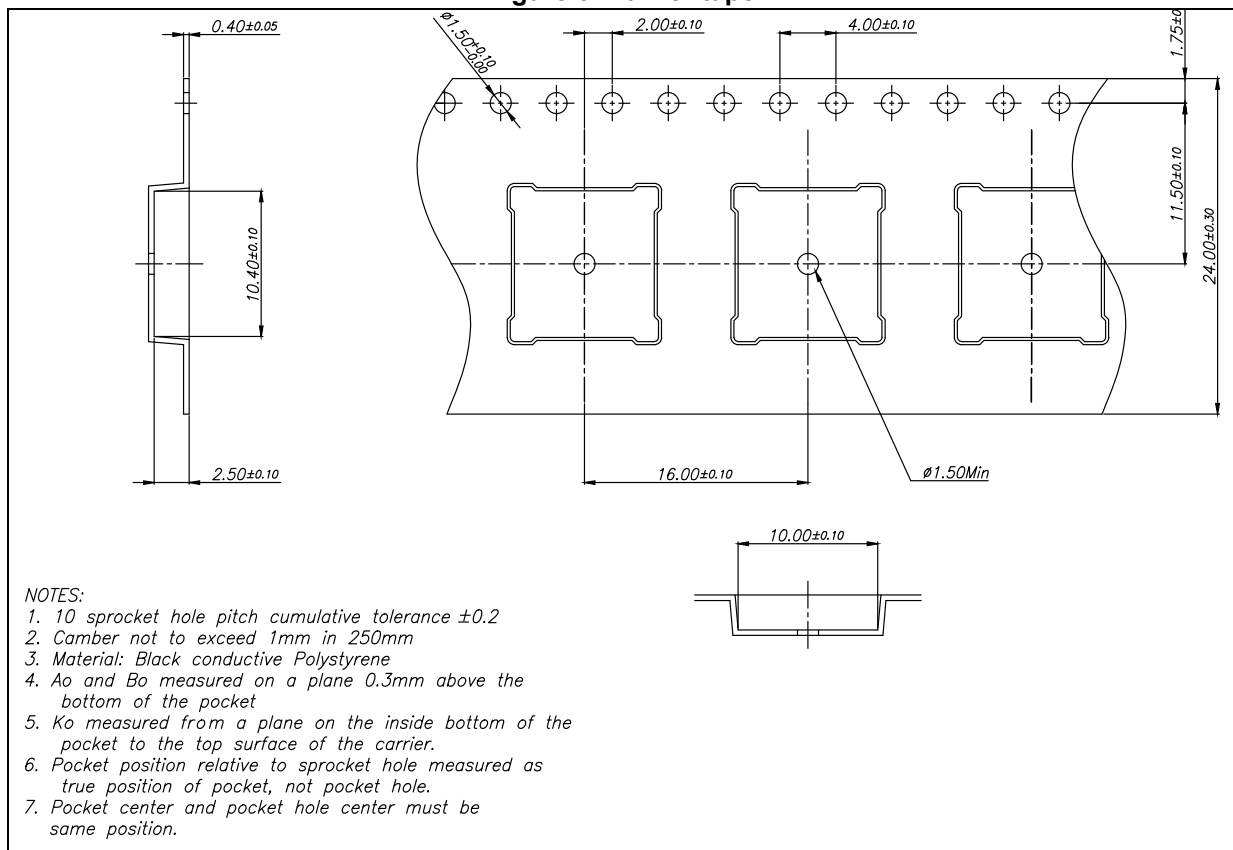 0.40±0.05
ø1.50+0.10
-0.00
2.00±0.10
4.00±0.10
11.50±0.10
24.00±0.30
10.40±0.10
2.50±0.10
16.00±0.10
ø1.50Min
10.00±0.10
NOTES:
1. 10 sprocket hole pitch cumulative tolerance ±0.2
2. Camber not to exceed 1mm in 250mm
3. Material: Black conductive Polystyrene
4. Ao and Bo measured on a plane 0.3mm above the
bottom of the pocket
5. Ko measured from a plane on the inside bottom of the
pocket to the top surface of the carrier.
6. Pocket position relative to sprocket hole measured as
true position of pocket, not pocket hole.
7. Pocket center and pocket hole center must be
same position.